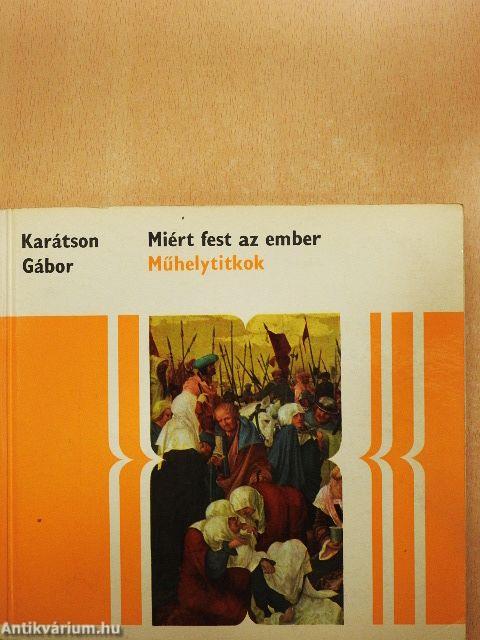 Karátson
Gábor
Miért fest az ember
Műhelytitkok
Antikvárium.hu